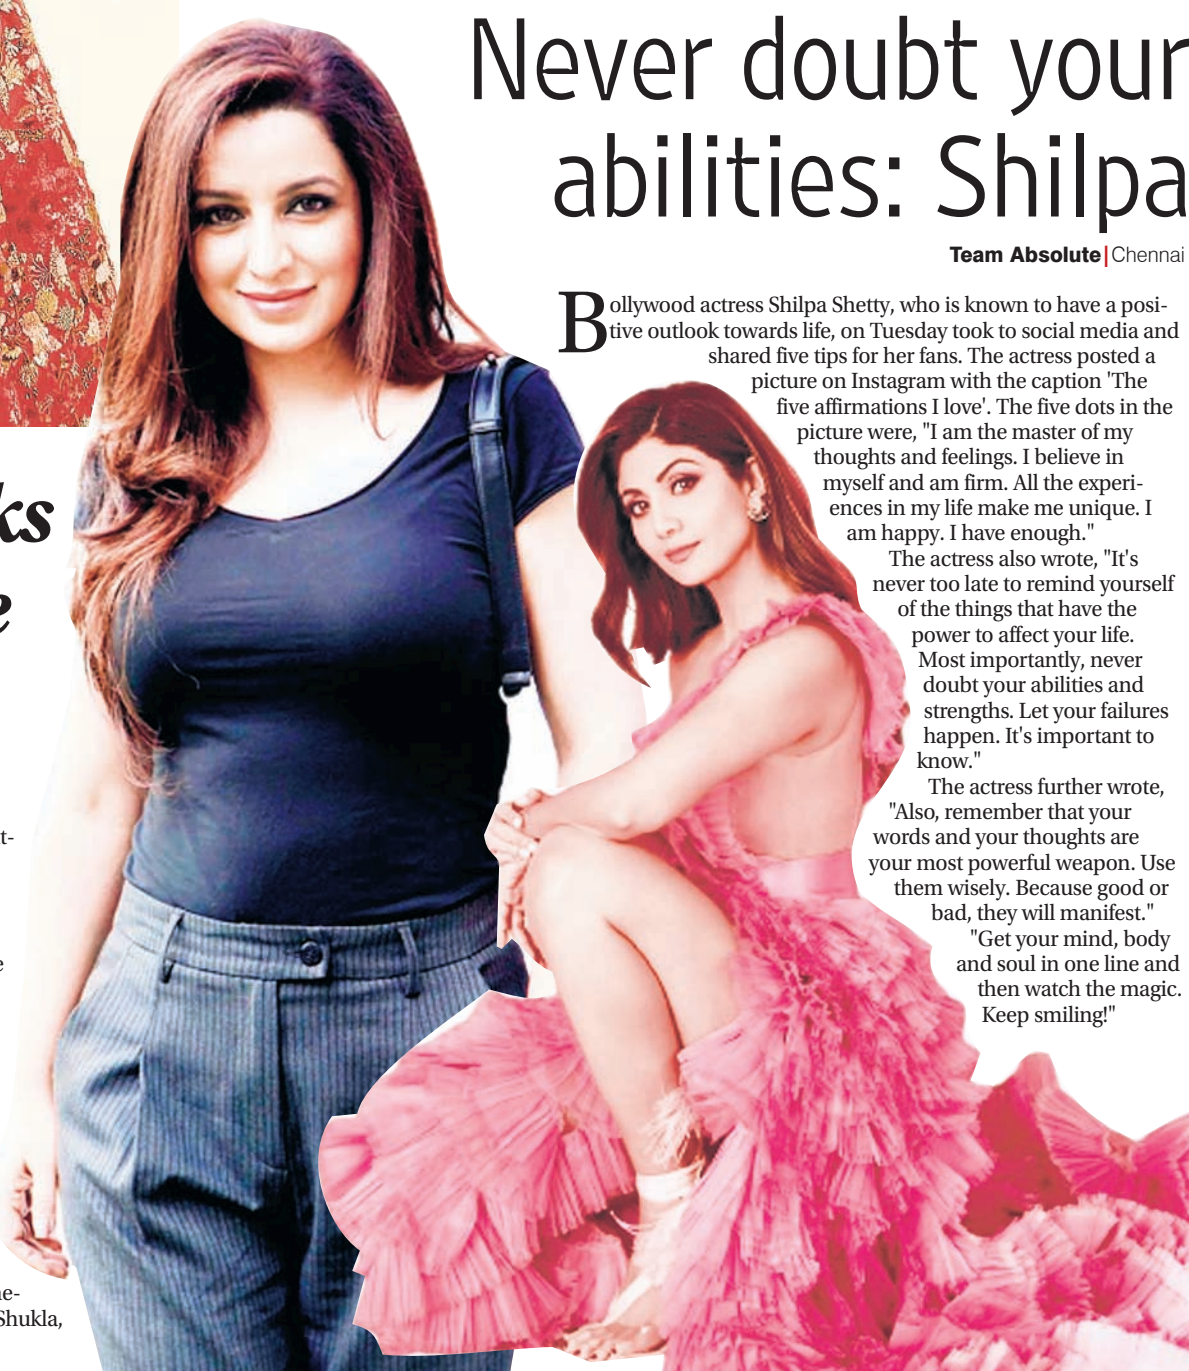 Never doubt your
abilities: Shilpa
Team Absolute|Chennai
Bollywood actress Shilpa Shetty, who is known to have a posi-
tive outlook towards life, on Tuesday took to social media and
shared five tips for her fans. The actress posted a
picture on Instagram with the caption 'The
five affirmations I love'. The five dots in the
picture were, "I am the master of my
thoughts and feelings. I believe in
myself and am firm. All the experi-
ences in my life make me unique. I
am happy. I have enough."
The actress also wrote, "It's
never too late to remind yourself
of the things that have the
power to affect your life.
Most importantly, never
doubt your abilities and
strengths. Let your failures
happen. It's important to
know."
The actress further wrote,
"Also, remember that your
words and your thoughts are
your most powerful weapon. Use
them wisely. Because good or
bad, they will manifest."
"Get your mind, body
and soul in one line and
then watch the magic.
Keep smiling!"
ks
e
t-
e
e-
Shukla,